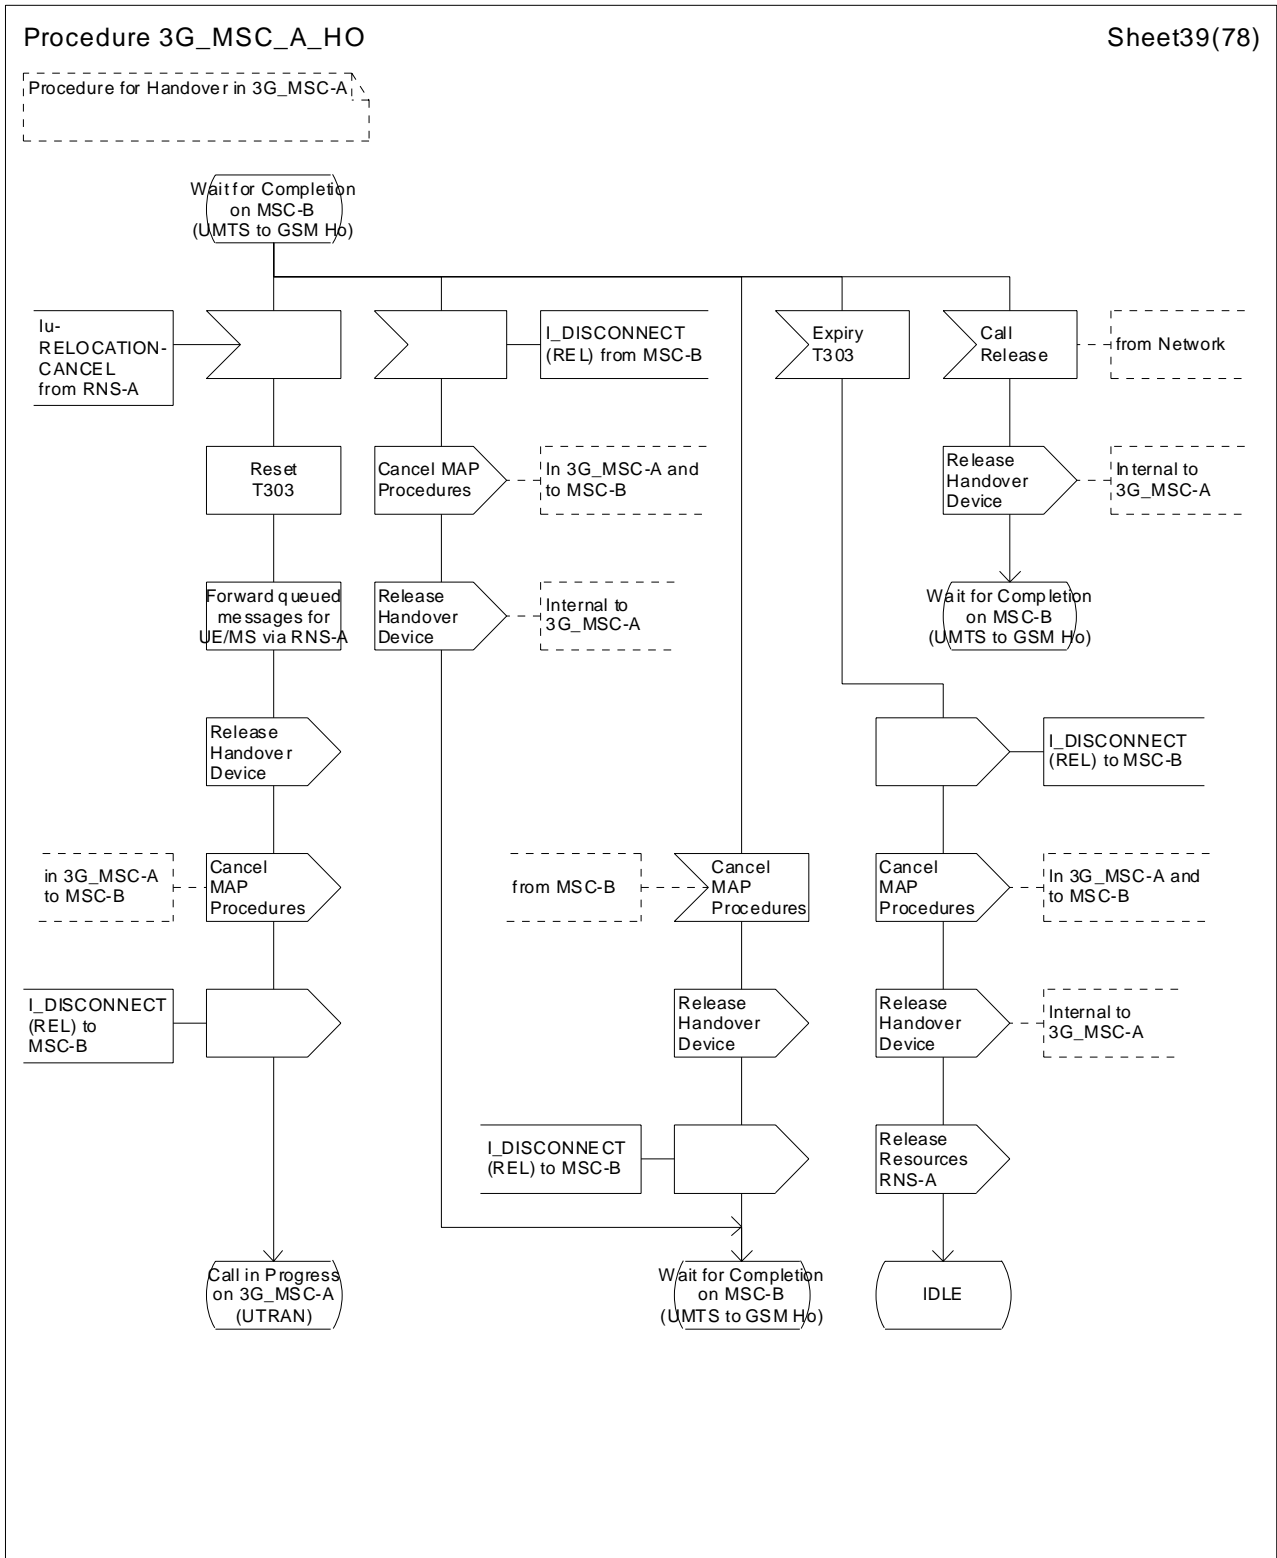 Procedure 3G_MSC_A_HO
Sheet39(78)
Procedure for Handover in 3G_MSC-A
Wait for Completion
on MSC-B
(UMTS to GSM Ho)
Iu-
RELOCATION-
CANCEL
from RNS-A
I_DISCONNECT
(REL) from MSC-B
Expiry
T303
Call
Release
from Network
Reset
T303
Cancel MAP
Procedures
In 3G_MSC-A and
to MSC-B
Release
Handover
Device
Internal to
3G_MSC-A
Forward queued
messages for
UE/MS via RNS-A
Release
Handover
Device
Internal to
3G_MSC-A
Wait for Completion
on MSC-B
(UMTS to GSM Ho)
Release
Handover
Device
I_DISCONNECT
(REL) to MSC-B
in 3G_MSC-A
to MSC-B
Cancel
MAP
Procedures
from MSC-B
Cancel
MAP
Procedures
Cancel
MAP
Procedures
In 3G_MSC-A and
to MSC-B
I_DISCONNECT
(REL) to
MSC-B
Release
Handover
Device
Release
Handover
Device
Internal to
3G_MSC-A
I_DISCONNECT
(REL) to MSC-B
Release
Resources
RNS-A
Call in Progress
on 3G_MSC-A
(UTRAN)
Wait for Completion
on MSC-B
(UMTS to GSM Ho)
IDLE